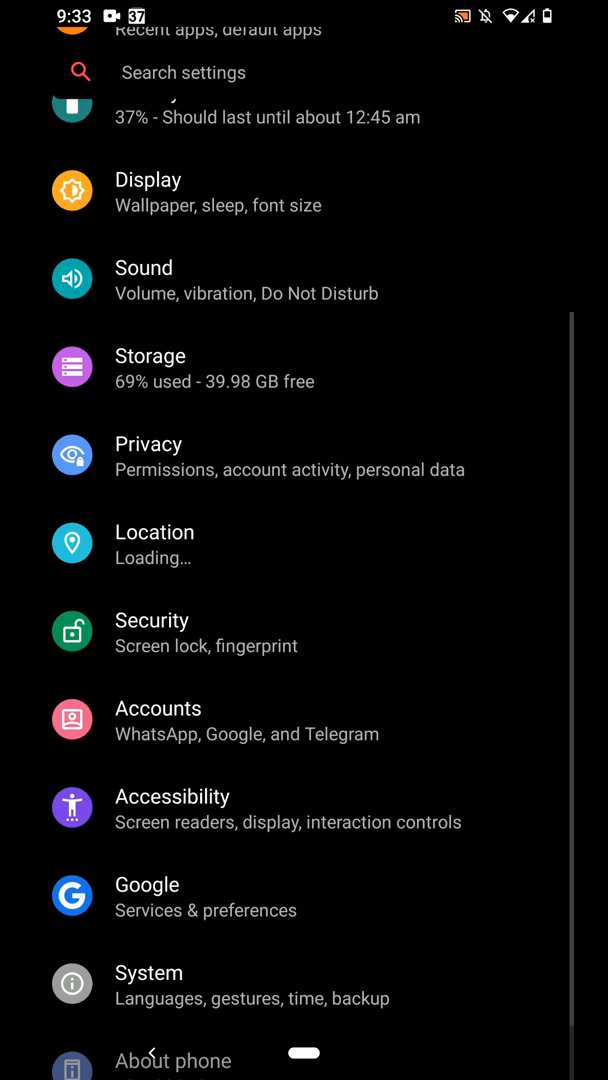 9:33
37
Recent apps, default apps
Search settings
37% - Should last until about 12:45 am
Display
Wallpaper, sleep, font size
Sound
Volume, vibration, Do Not Disturb
Storage
69% used - 39.98 GB free
Privacy
Permissions, account activity, personal data
Location
Loading…
Security
Screen lock, fingerprint
Accounts
WhatsApp, Google, and Telegram
Accessibility
Screen readers, display, interaction controls
Google
Services & preferences
System
Languages, gestures, time, backup
About phone